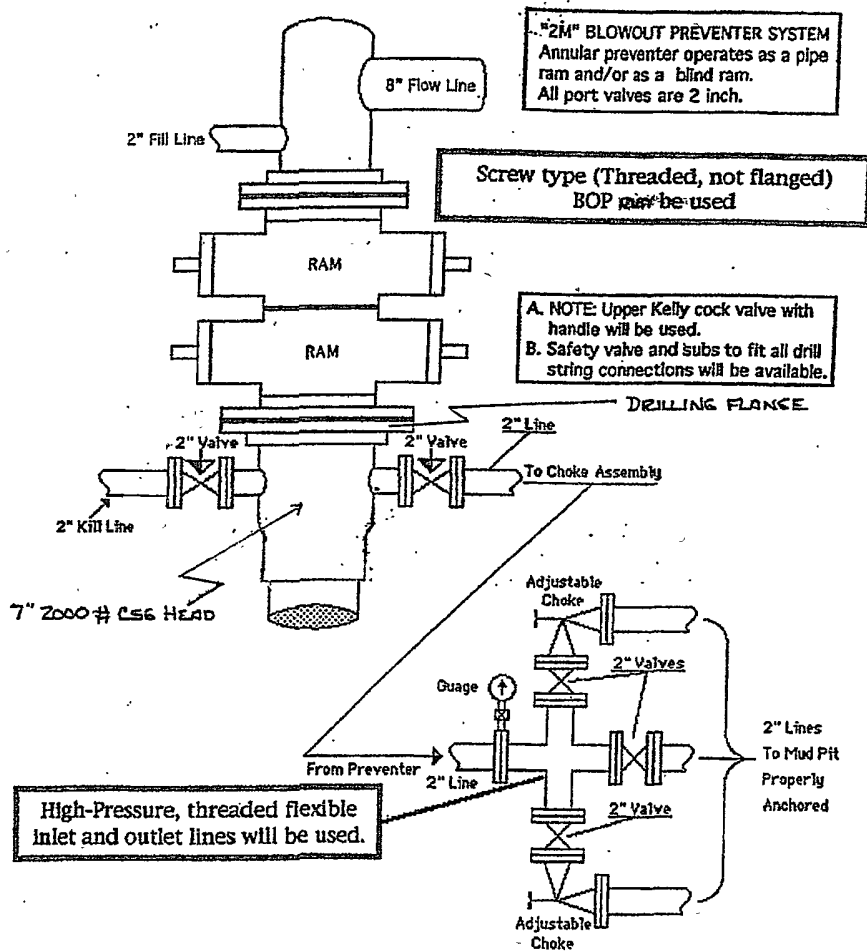 "2M" BLOWOUT PREVENTER SYSTEM
Annular preventer operates as a pipe
ram and/or as a blind ram.
All port valves are 2 inch.
8" Flow Line
2" Fill Line
Screw type (Threaded, not flanged)
BOP may be used
RAM
A. NOTE: Upper Kelly cock valve with
handle will be used.
RAM
B. Safety valve and subs to fit all drill
string connections will be available.
DRILLING FLANGE
2" Valve
2" Valve
2" Line
To Choke Assembly
2" Kill Line
7" 2000 # CSG HEAD
Adjustable
Choke
2" Valves
Guage
2" Lines
To Mud Pit
Properly
Anchored
From Preventer
2" Line
High-Pressure, threaded flexible
inlet and outlet lines will be used.
2" Valve
Adjustable
Choke